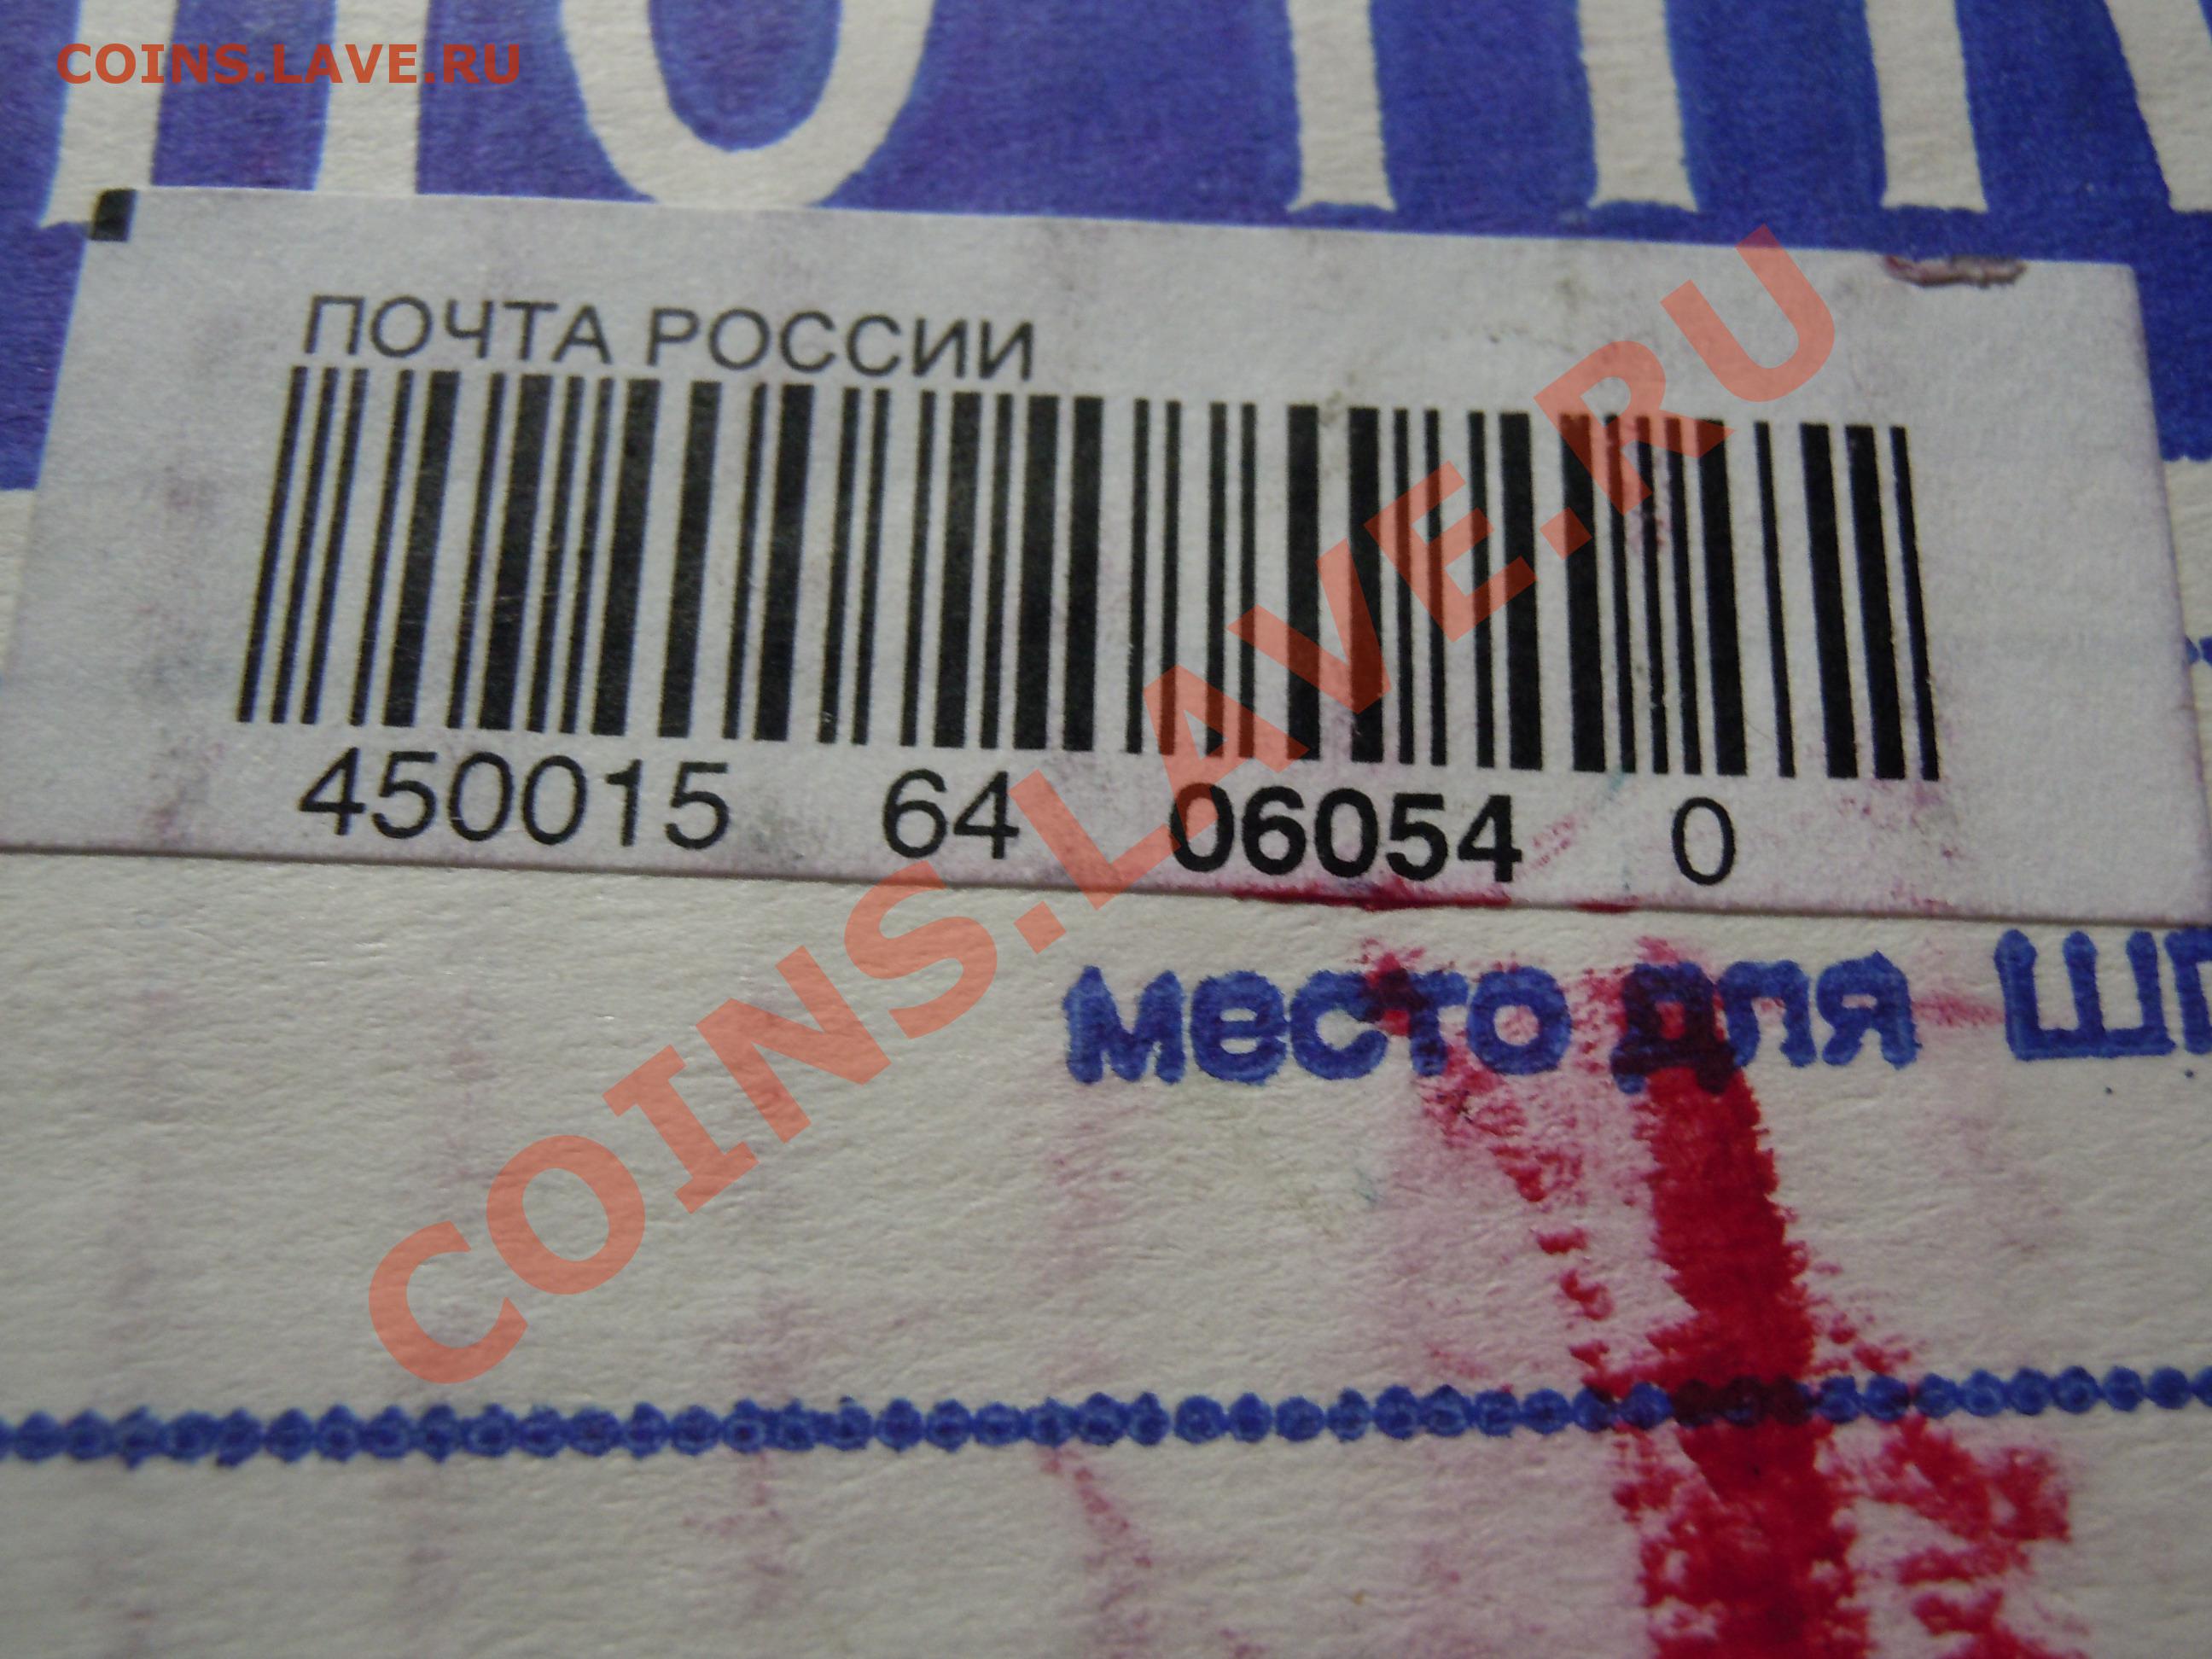 COINS.LAVE.RU
ПОЧТА РОССИИ
450015 64 06054 0
COINS.LAVE.RU
место для